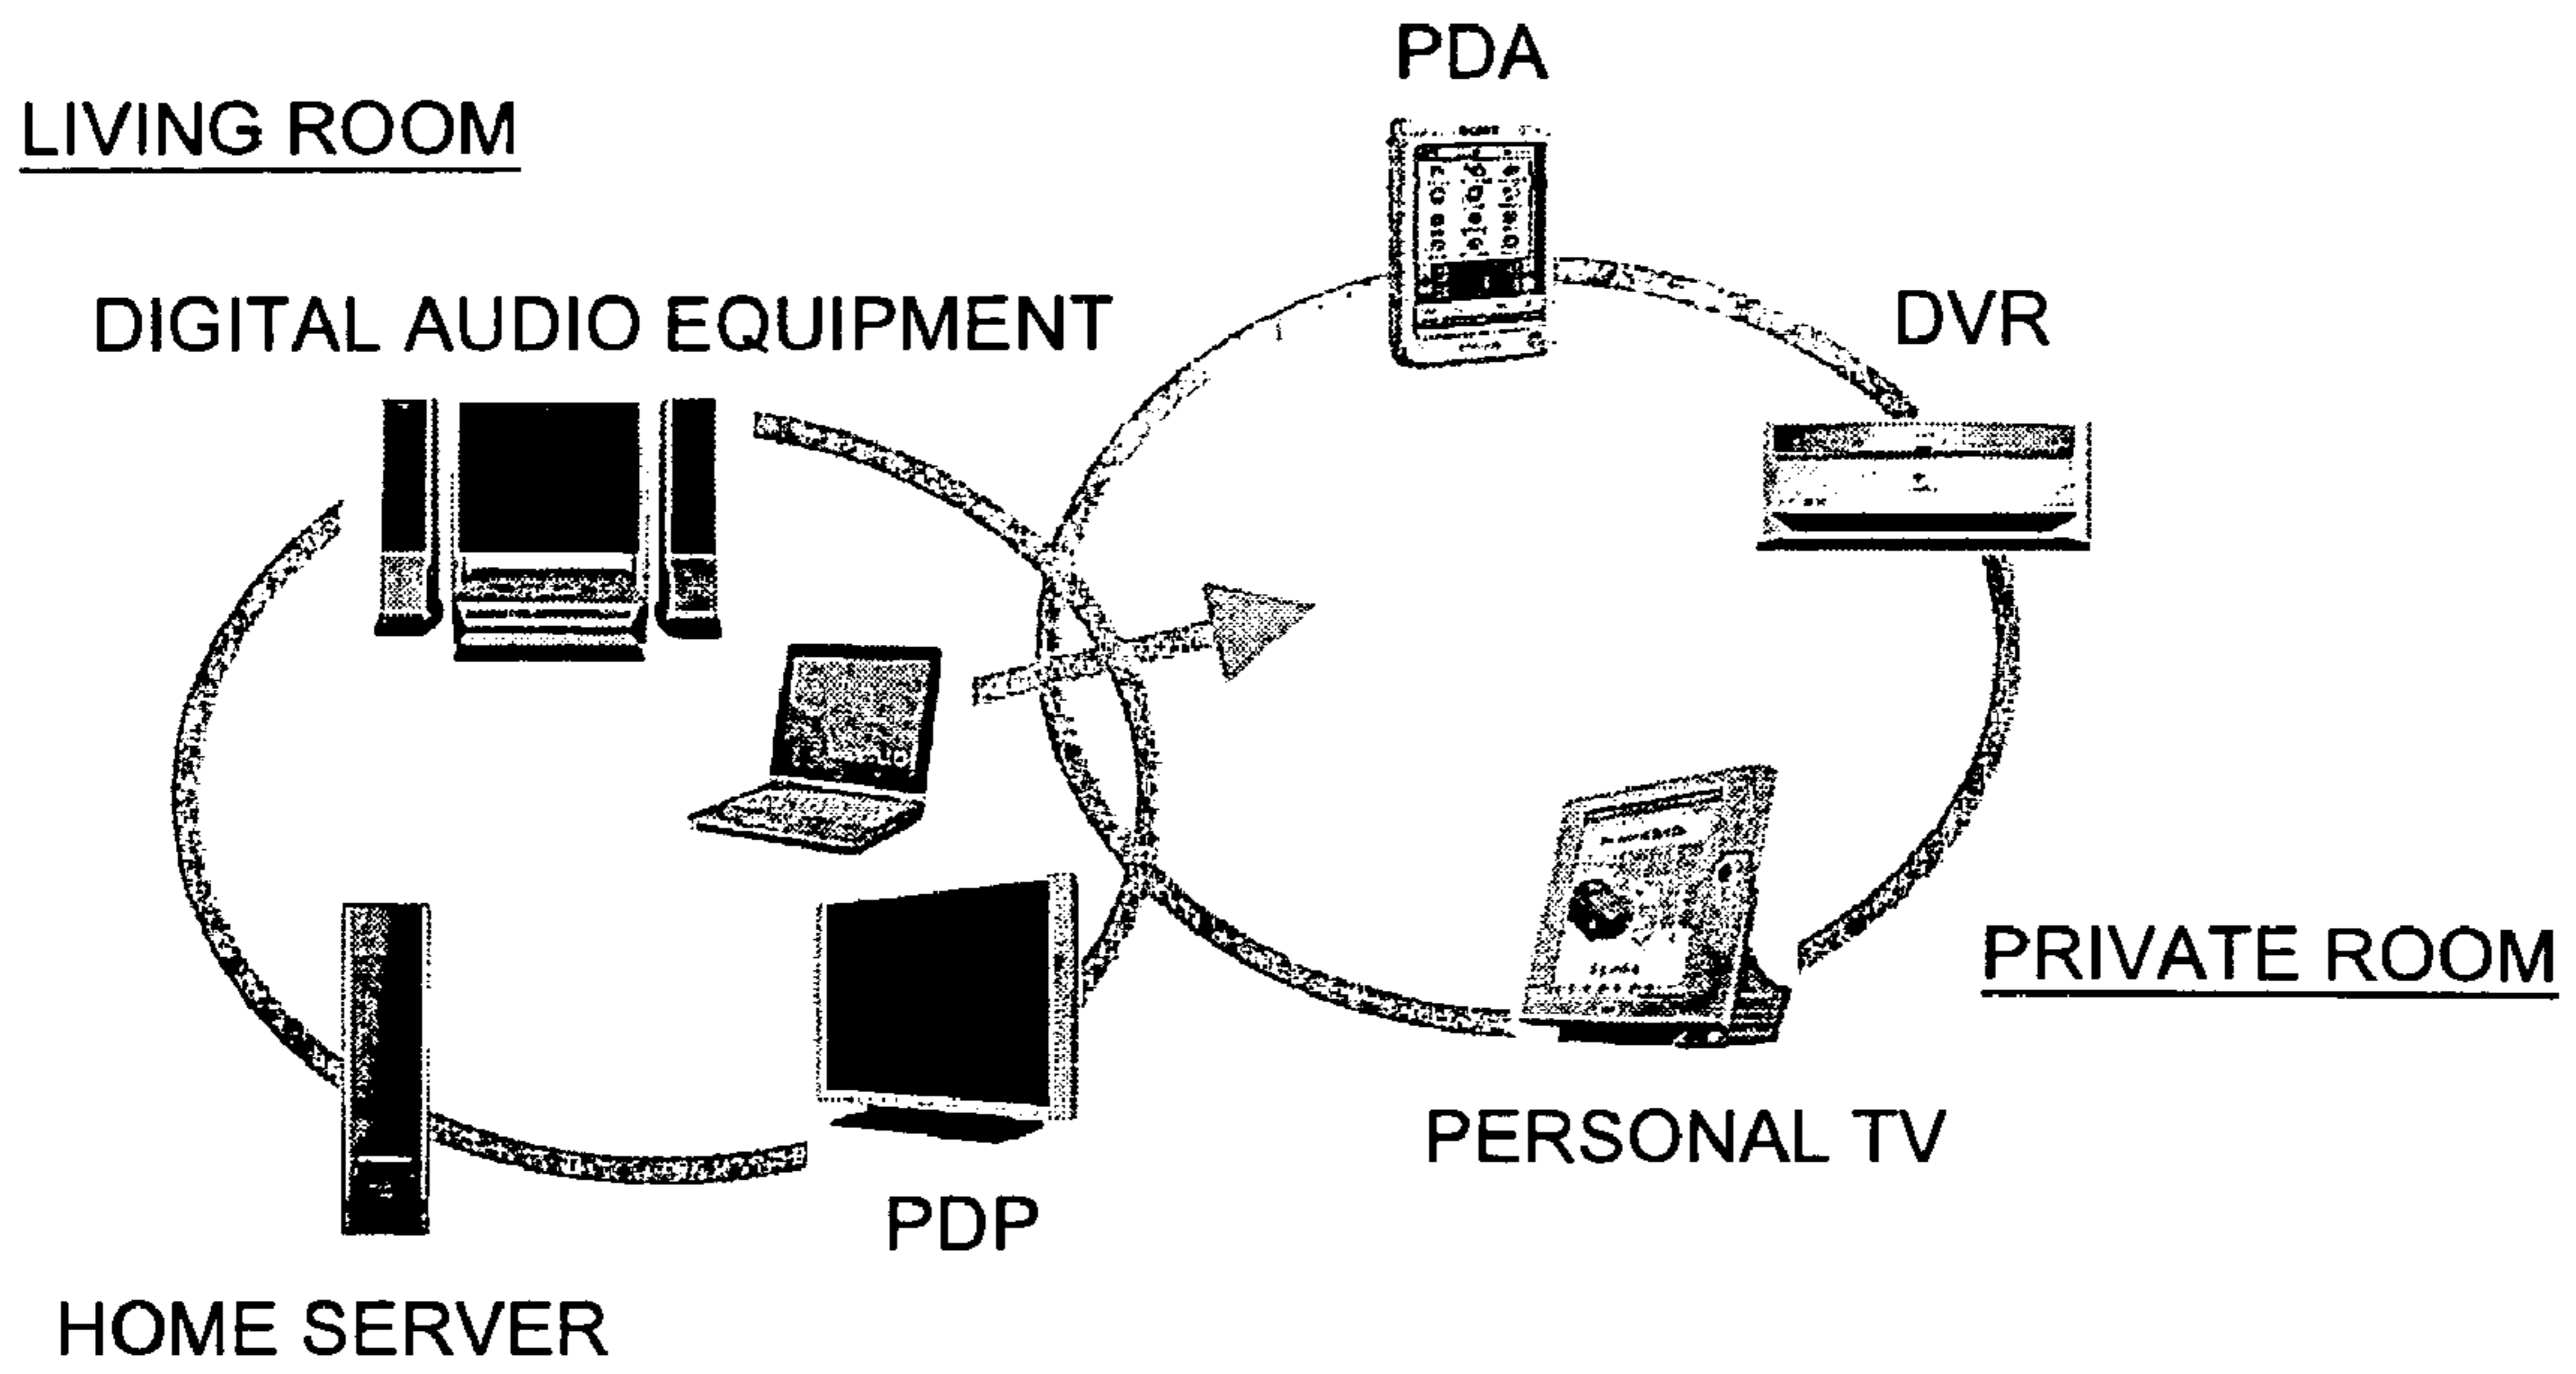 PDA
LIVING ROOM
DIGITAL AUDIO EQUIPMENT
DVR
PRIVATE ROOM
PERSONAL TV
PDP
HOME SERVER